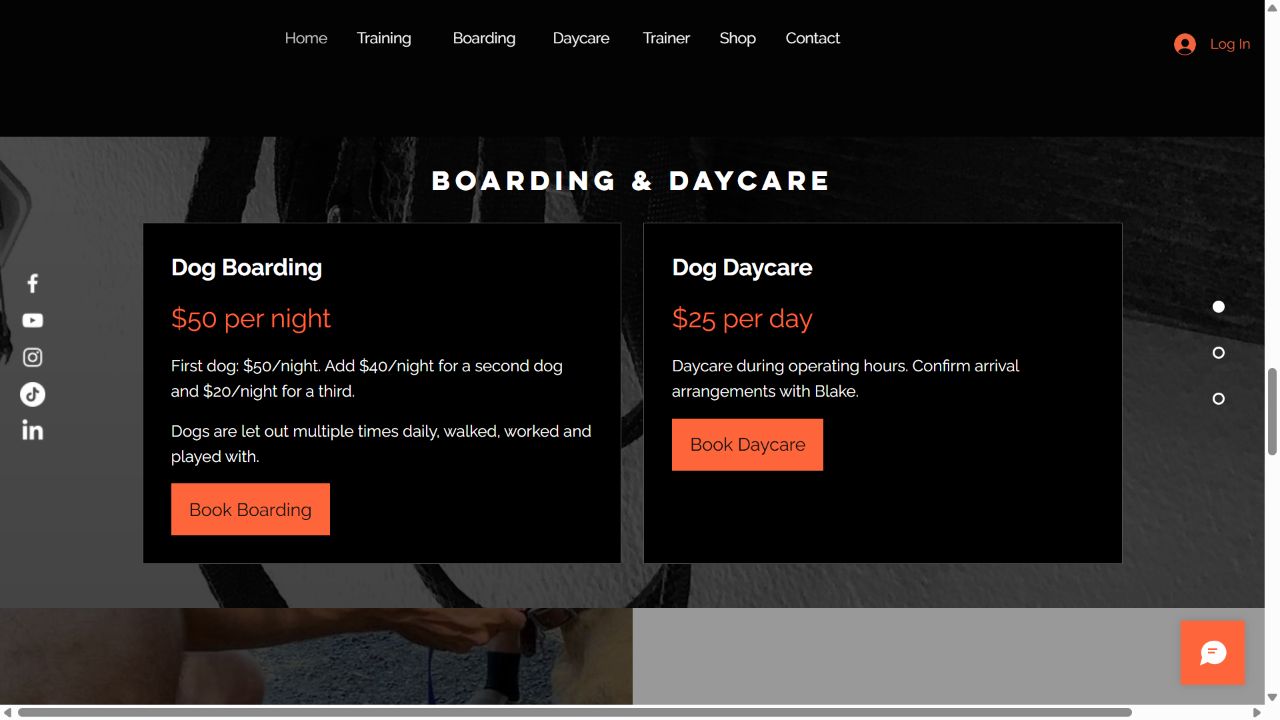 Home Training Boarding Daycare Trainer Shop Contact
Log In
BOARDING & DAYCARE
Dog Boarding
$50 per night
First dog: $50/night. Add $40/night for a second dog
and $20/night for a third.
Dogs are let out multiple times daily, walked, worked and
played with.
Book Boarding
Dog Daycare
$25 per day
Daycare during operating hours. Confirm arrival
arrangements with Blake.
Book Daycare